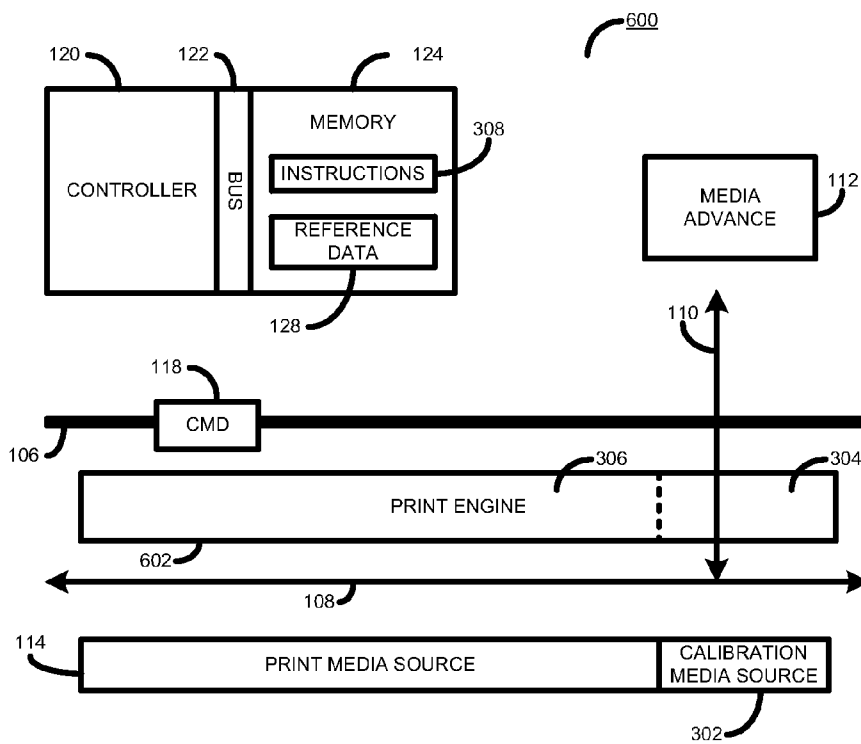 600
120
122
124
MEMORY
308
INSTRUCTIONS
CONTROLLER
BUS
REFERENCE
DATA
128
MEDIA
ADVANCE
112
110
118
CMD
106
306
304
PRINT ENGINE
602
108
114
PRINT MEDIA SOURCE
CALIBRATION
MEDIA SOURCE
302